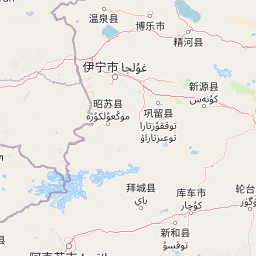 博乐市
温泉县
精河县
伊宁市 غۇلجا
新源县
كۈنەس
昭苏县
موڭغۇلكۈرە
巩留县
توققۇزتارا
توعىزتاراۋ
拜城县
باي
库车市
كۇچار
轮台
新和县
توقسۇ